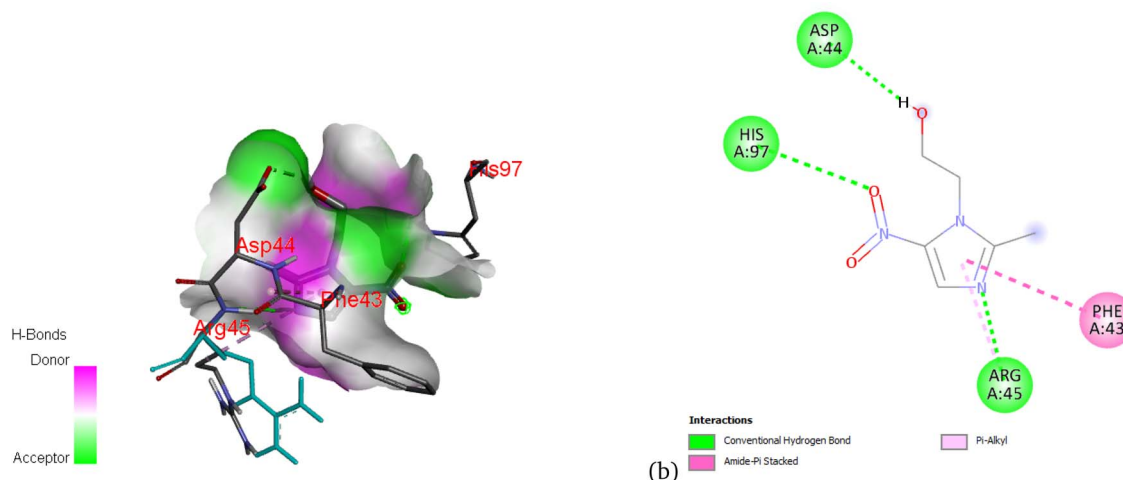 His97
Asp44
Phe43
Arg45
H-Bonds
Donor
Acceptor
ASP
A:44
H
O
HIS
A:97
O
N
N
O
N
PHE
A:43
ARG
A:45
Interactions
Conventional Hydrogen Bond
Pi-Alkyl
Amide-Pi Stacked
(b)